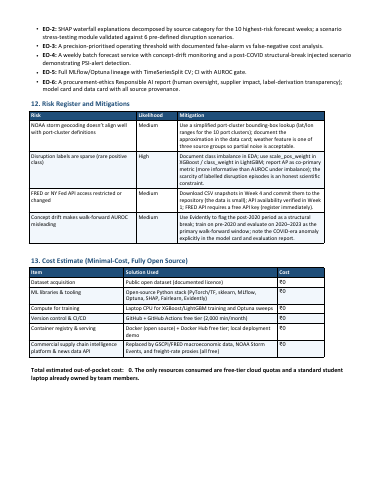 • EO-2: SHAP waterfall explanations decomposed by source category for the 10 highest-risk forecast weeks; a scenario
stress-testing module validated against 6 pre-defined disruption scenarios.
• EO-3: A precision-prioritised operating threshold with documented false-alarm vs false-negative cost analysis.
• EO-4: A weekly batch forecast service with concept-drift monitoring and a post-COVID structural-break injected scenario
demonstrating PSI-alert detection.
• EO-5: Full MLflow/Optuna lineage with TimeSeriesSplit CV; CI with AUROC gate.
• EO-6: A procurement-ethics Responsible AI report (human oversight, supplier impact, label-derivation transparency);
model card and data card with all source provenance.
12. Risk Register and Mitigations
Risk Likelihood Mitigation
NOAA storm geocoding doesn't align well
with port-cluster definitions
Medium
Use a simplified port-cluster bounding-box lookup (lat/lon
ranges for the 10 port clusters); document the
approximation in the data card; weather feature is one of
three source groups so partial noise is acceptable.
Disruption labels are sparse (rare positive
class)
High
Document class imbalance in EDA; use scale_pos_weight in
XGBoost / class_weight in LightGBM; report AP as co-primary
metric (more informative than AUROC under imbalance); the
scarcity of labelled disruption episodes is an honest scientific
constraint.
FRED or NY Fed API access restricted or
changed
Medium
Download CSV snapshots in Week 4 and commit them to the
repository (the data is small); API availability verified in Week
1; FRED API requires a free API key (register immediately).
Concept drift makes walk-forward AUROC
misleading
Medium
Use Evidently to flag the post-2020 period as a structural
break; train on pre-2020 and evaluate on 2020–2023 as the
primary walk-forward window; note the COVID-era anomaly
explicitly in the model card and evaluation report.
13. Cost Estimate (Minimal-Cost, Fully Open Source)
Item Solution Used Cost
Dataset acquisition Public open dataset (documented licence) ₹0
ML libraries & tooling
Open-source Python stack (PyTorch/TF, sklearn, MLflow,
Optuna, SHAP, Fairlearn, Evidently)
₹0
Compute for training Laptop CPU for XGBoost/LightGBM training and Optuna sweeps ₹0
Version control & CI/CD GitHub + GitHub Actions free tier (2,000 min/month) ₹0
Container registry & serving
Docker (open source) + Docker Hub free tier; local deployment
demo
₹0
Commercial supply chain intelligence
platform & news data API
Replaced by GSCPI/FRED macroeconomic data, NOAA Storm
Events, and freight-rate proxies (all free)
₹0
Total estimated out-of-pocket cost: 0. The only resources consumed are free-tier cloud quotas and a standard student
laptop already owned by team members.